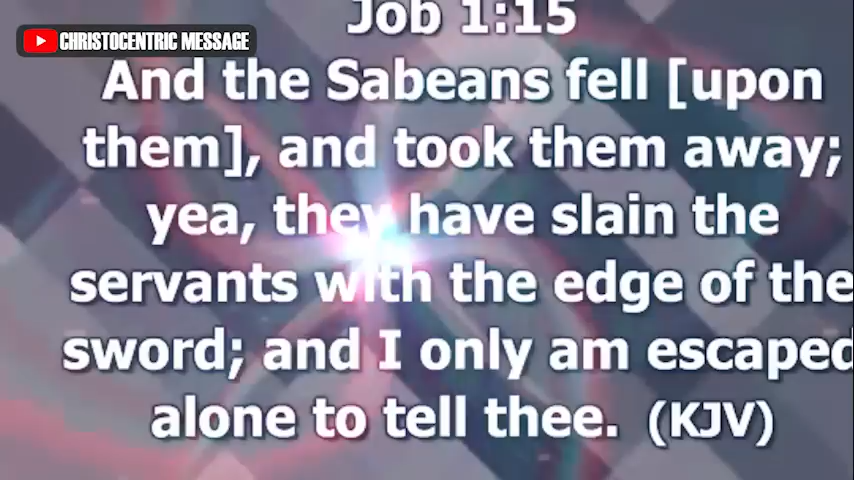 Job 1:15
CHRISTOCENTRIC MESSAGE
And the Sabeans fell [upon
them], and took them away;
yea, they have slain the
servants with the edge of the
sword; and I only am escaped
alone to tell thee. (KJV)